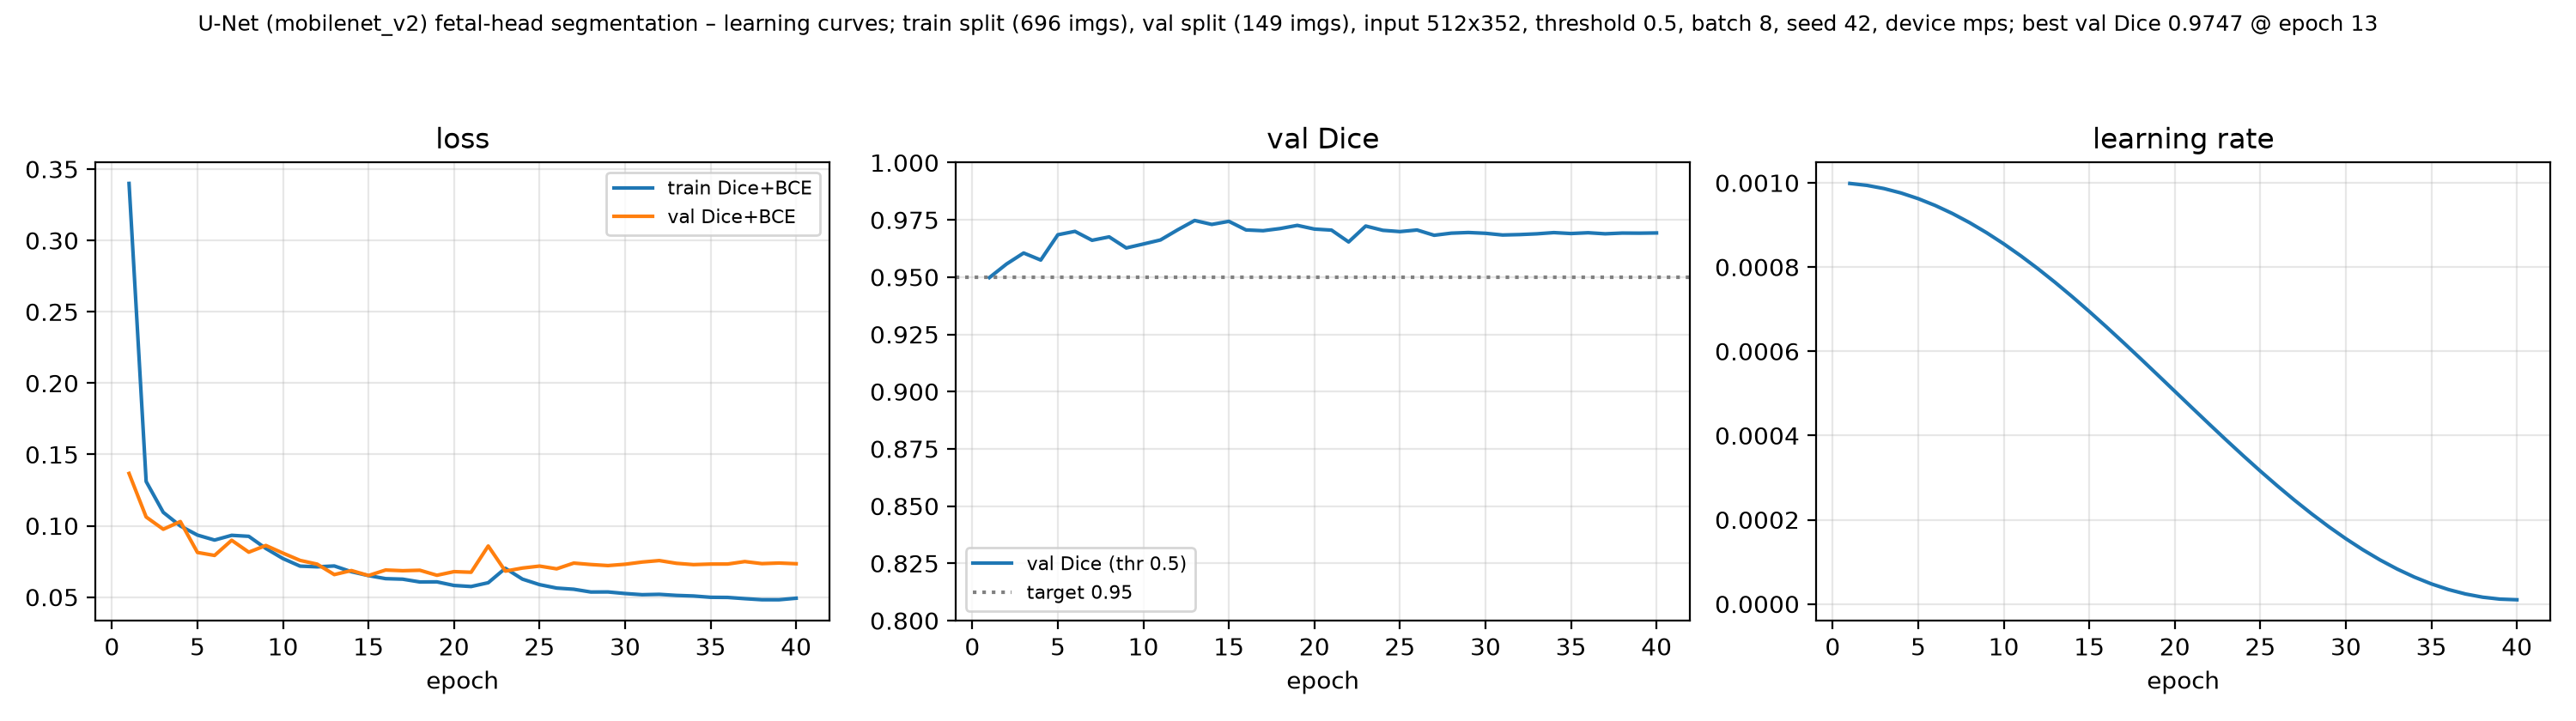 U-Net (mobilenet_v2) fetal-head segmentation – learning curves; train split (696 imgs), val split (149 imgs), input 512x352, threshold 0.5, batch 8, seed 42, device mps; best val Dice 0.9747 @ epoch 13
loss
0.35
0.30
0.25
0.20
0.15
0.10
0.05
train Dice+BCE
val Dice+BCE
0 5 10 15 20 25 30 35 40
epoch
val Dice
1.000
0.975
0.950
0.925
0.900
0.875
0.850
0.825
0.800
val Dice (thr 0.5)
target 0.95
0 5 10 15 20 25 30 35 40
epoch
learning rate
0.0010
0.0008
0.0006
0.0004
0.0002
0.0000
0 5 10 15 20 25 30 35 40
epoch